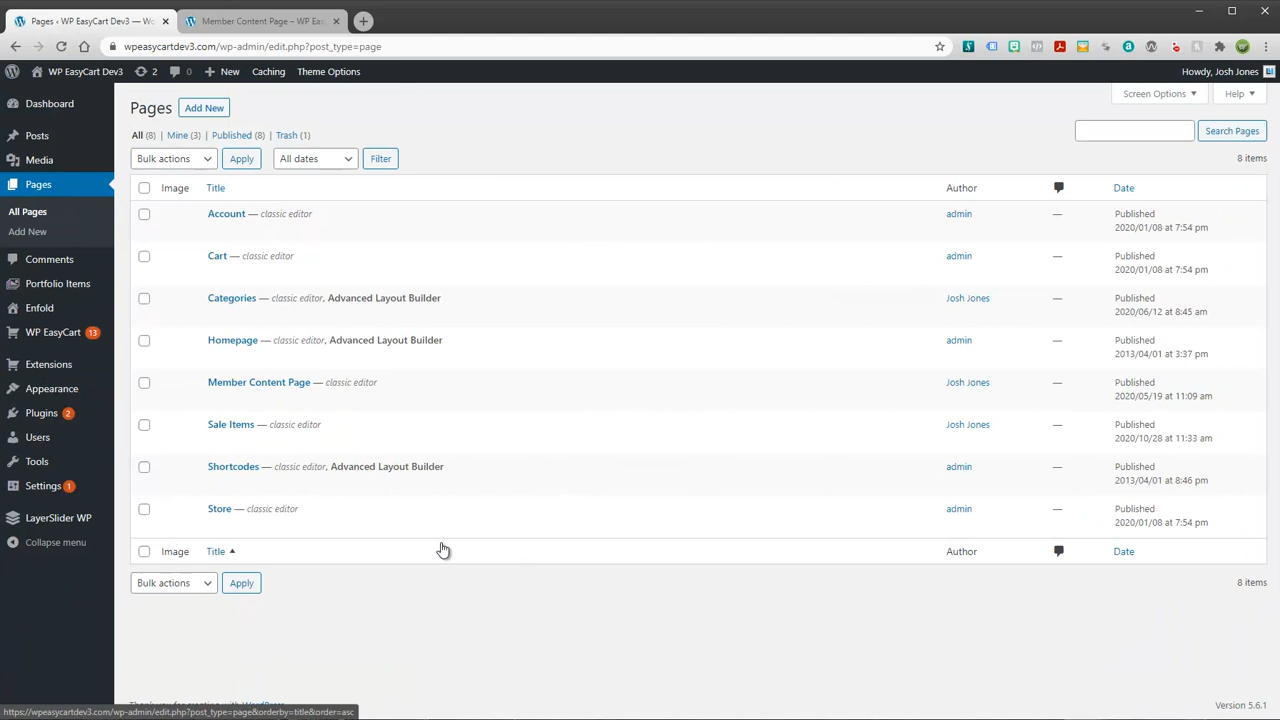 Pages ‹ WP EasyCart Dev3 — Wo
Member Content Page – WP Eas
wpeasycartdev3.com/wp-admin/edit.php?post_type=page
WP EasyCart Dev3 2 0 New Caching Theme Options Howdy, Josh Jones
Dashboard
Posts
Media
Pages
All Pages
Add New
Comments
Portfolio Items
Enfold
WP EasyCart 13
Extensions
Appearance
Plugins 2
Users
Tools
Settings 1
LayerSlider WP
Collapse menu
Screen Options Help
Pages Add New
All (8) | Mine (3) | Published (8) | Trash (1)
Search Pages
Bulk actions Apply All dates Filter 8 items
Image Title Author Date
Account — classic editor admin — Published
2020/01/08 at 7:54 pm
Cart — classic editor admin — Published
2020/01/08 at 7:54 pm
Categories — classic editor, Advanced Layout Builder Josh Jones — Published
2020/06/12 at 8:45 am
Homepage — classic editor, Advanced Layout Builder admin — Published
2013/04/01 at 3:37 pm
Member Content Page — classic editor Josh Jones — Published
2020/05/19 at 11:09 am
Sale Items — classic editor Josh Jones — Published
2020/10/28 at 11:33 am
Shortcodes — classic editor, Advanced Layout Builder admin — Published
2013/04/01 at 8:46 pm
Store — classic editor admin — Published
2020/01/08 at 7:54 pm
Image Title Author Date
Bulk actions Apply 8 items
Thank you for creating with WordPress. Version 5.6.1
https://wpeasycartdev3.com/wp-admin/edit.php?post_type=page&orderby=title&order=asc